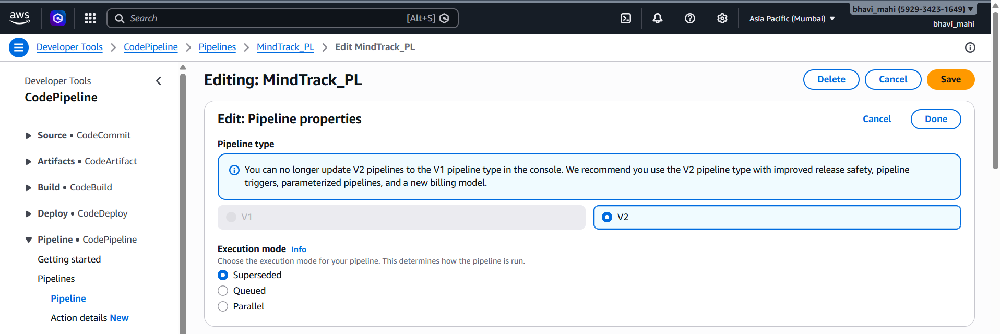 aws
Search [Alt+S]
Asia Pacific (Mumbai) ▼
bhavi_mahi (5929-3423-1649) ▼
bhavi_mahi
Developer Tools > CodePipeline > Pipelines > MindTrack_PL > Edit MindTrack_PL
Developer Tools
CodePipeline
Source • CodeCommit
Artifacts • CodeArtifact
Build • CodeBuild
Deploy • CodeDeploy
Pipeline • CodePipeline
Getting started
Pipelines
Pipeline
Action details New
Editing: MindTrack_PL
Delete Cancel Save
Edit: Pipeline properties
Cancel Done
Pipeline type
You can no longer update V2 pipelines to the V1 pipeline type in the console. We recommend you use the V2 pipeline type with improved release safety, pipeline
triggers, parameterized pipelines, and a new billing model.
V1 V2
Execution mode Info
Choose the execution mode for your pipeline. This determines how the pipeline is run.
Superseded
Queued
Parallel